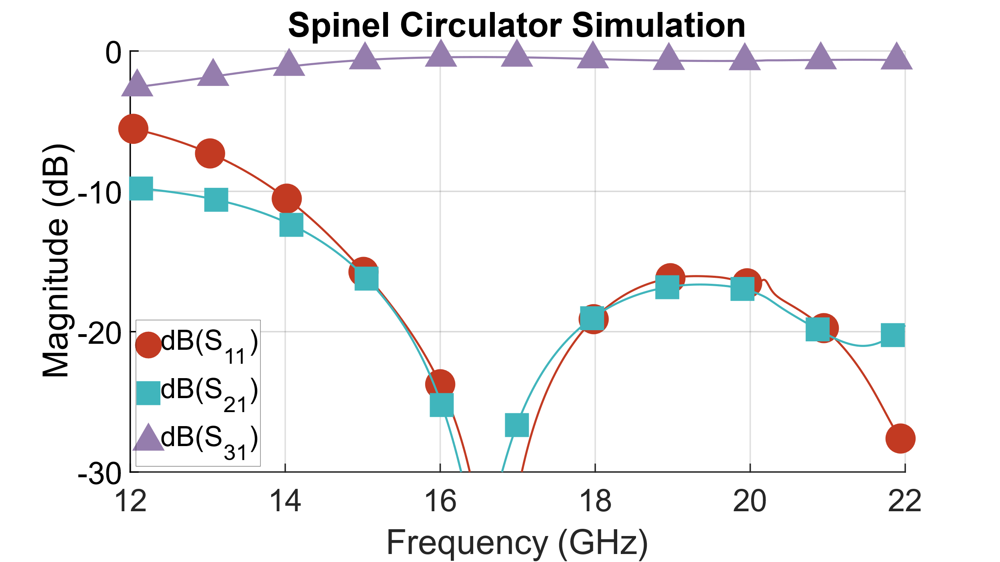 Spinel Circulator Simulation
0
-10
-20
-30
Magnitude (dB)
dB(S11)
dB(S21)
dB(S31)
12 14 16 18 20 22
Frequency (GHz)